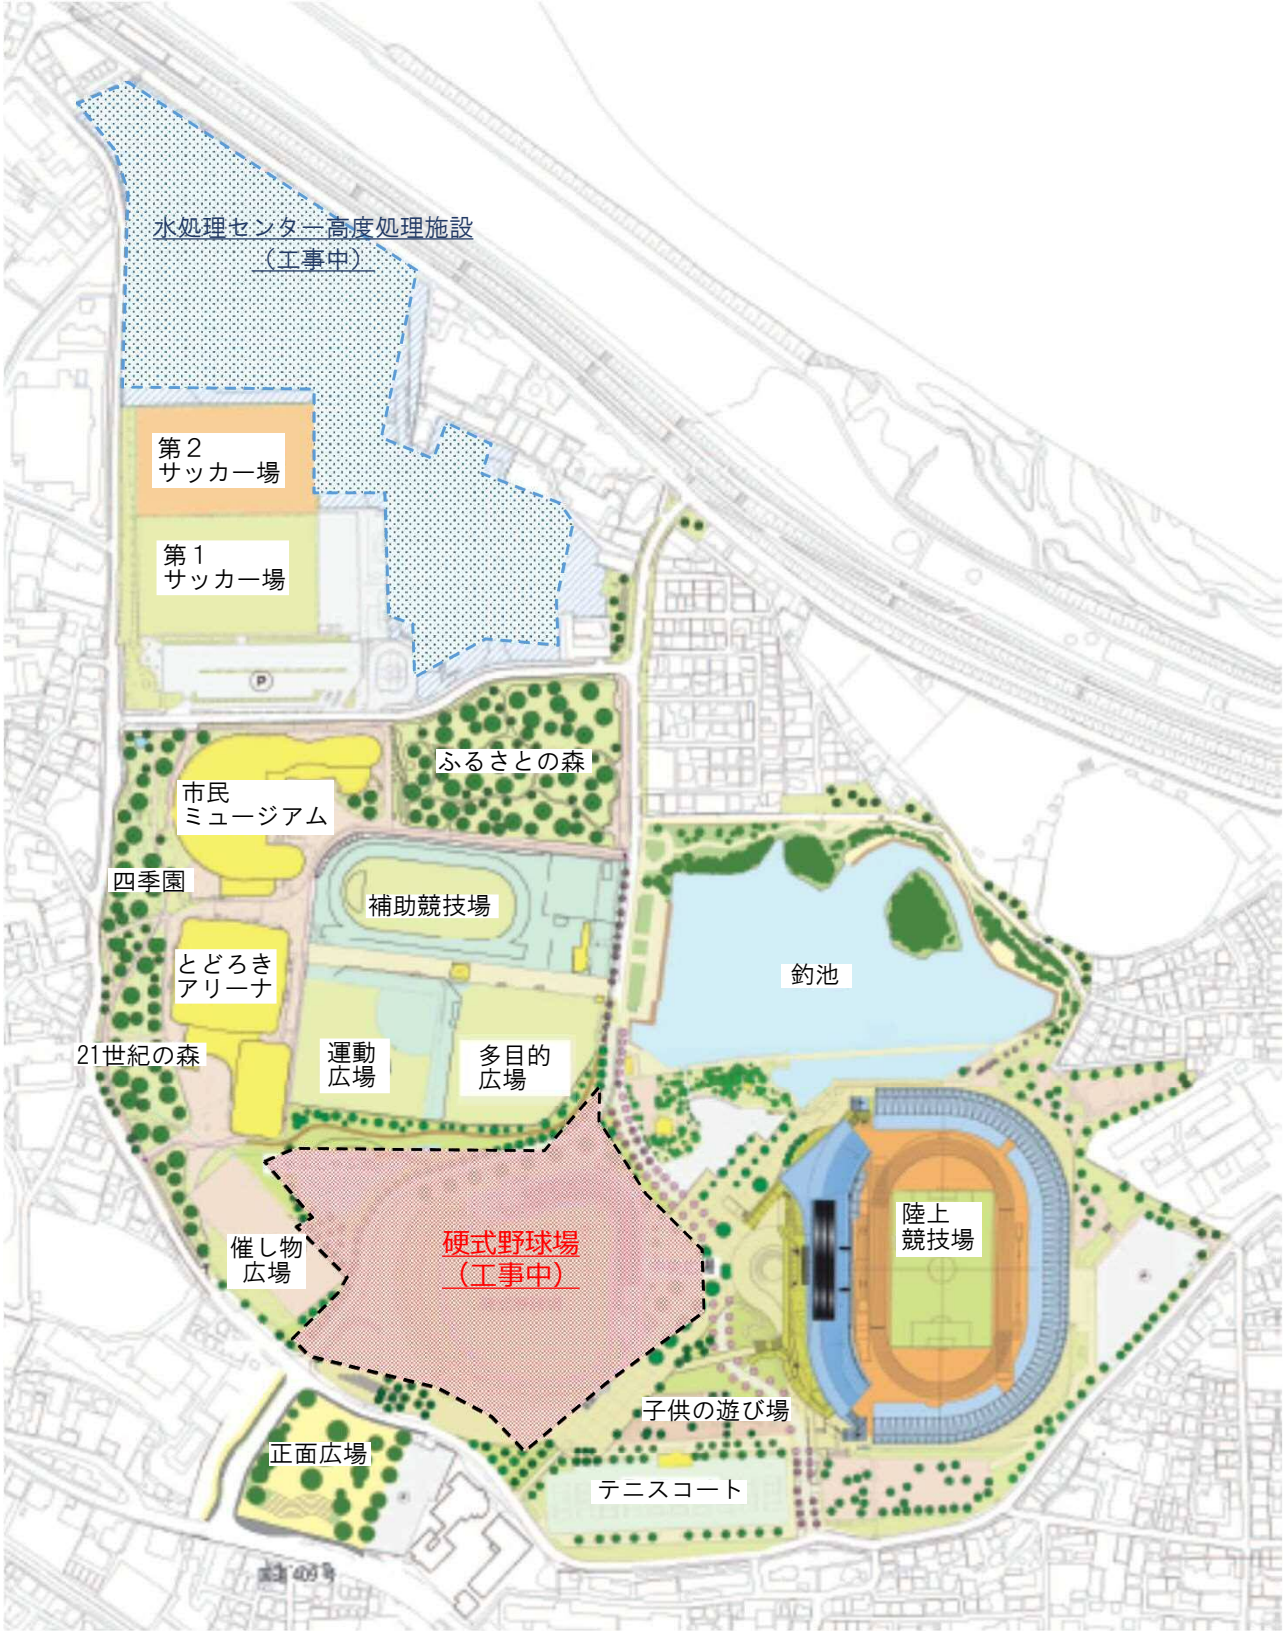 水処理センター高度処理施設
（工事中）
第２
サッカー場
第１
サッカー場
P
ふるさとの森
市民
ミュージアム
四季園
補助競技場
とどろき
アリーナ
釣池
21世紀の森
運動
広場
多目的
広場
陸上
競技場
硬式野球場
（工事中）
催し物
広場
子供の遊び場
正面広場
テニスコート